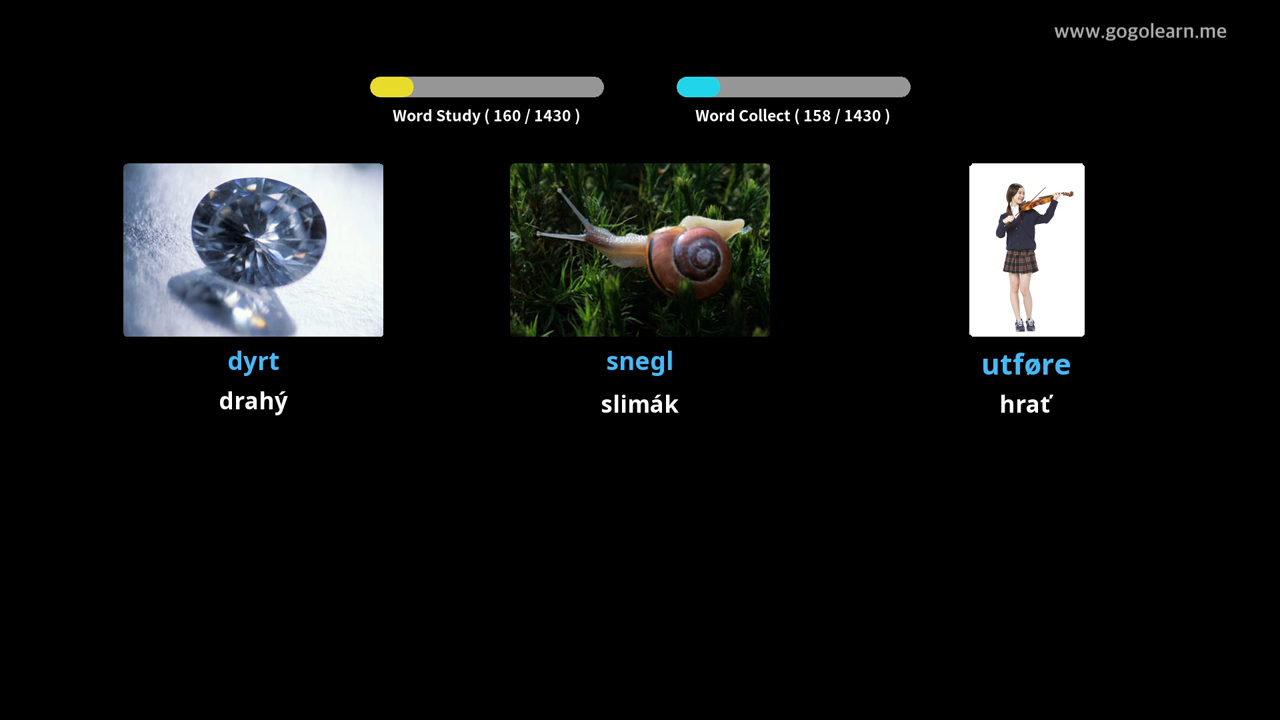 www.gogolearn.me
Word Study ( 160 / 1430 )
Word Collect ( 158 / 1430 )
dyrt
drahý
snegl
slimák
utføre
hrať